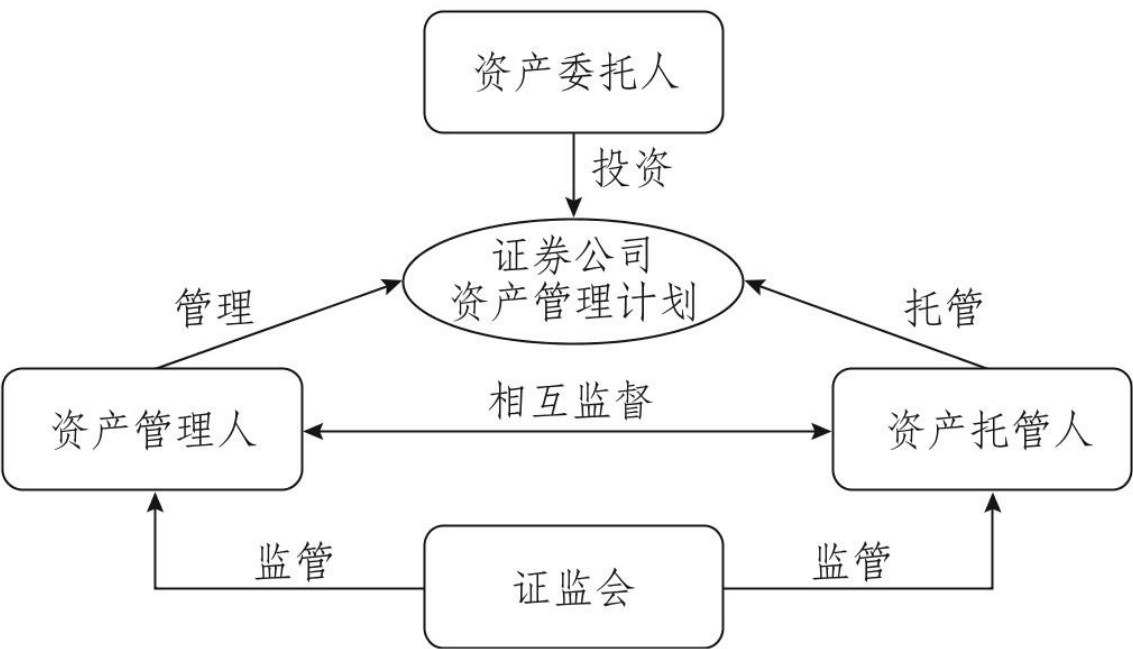 资产委托人
投资
证券公司
资产管理计划
管理
托管
相互监督
资产管理人
资产托管人
监管
证监会
监管